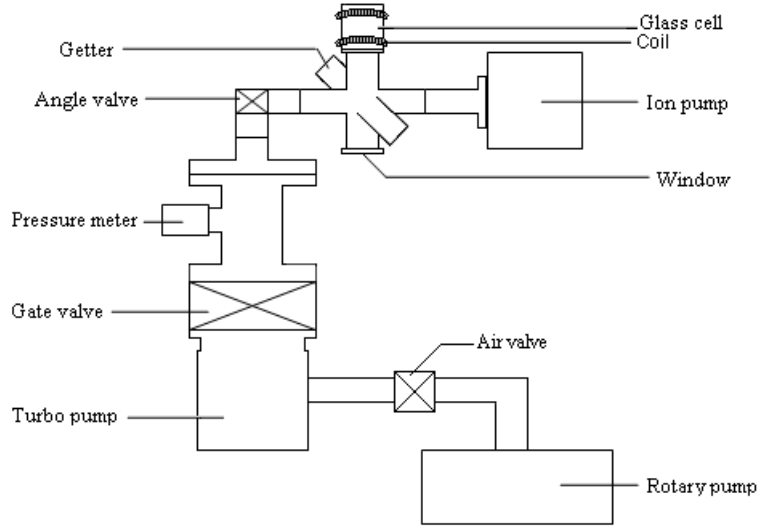 Glass cell
Coil
Getter
Angle valve
Ion pump
Window
Pressure meter
Gate valve
Air valve
Turbo pump
Rotary pump